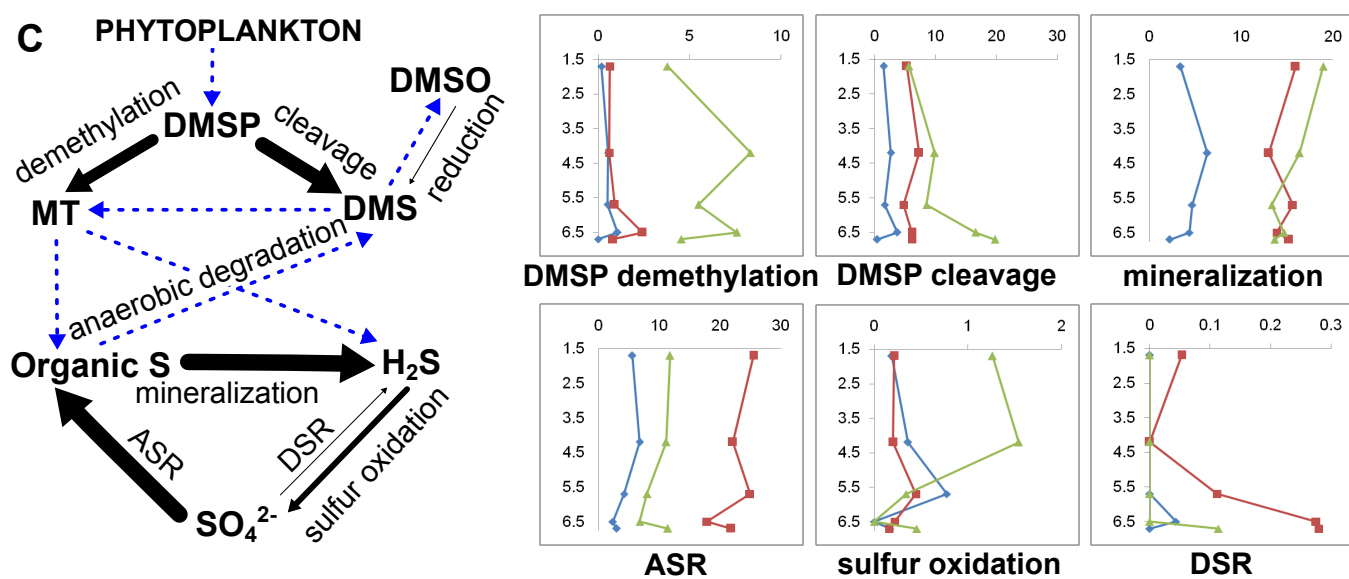 C
PHYTOPLANKTON
DMSO
demethylation
DMSP
cleavage
reduction
MT
DMS
anaerobic degradation
Organic S
H2S
mineralization
ASR
DSR
sulfur oxidation
SO4 2-
0 5 10
1.5
2.5
3.5
4.5
5.5
6.5
DMSP demethylation
0 10 20 30
1.5
2.5
3.5
4.5
5.5
6.5
DMSP cleavage
0 10 20
1.5
2.5
3.5
4.5
5.5
6.5
mineralization
0 10 20 30
1.5
2.5
3.5
4.5
5.5
6.5
ASR
0 1 2
1.5
2.5
3.5
4.5
5.5
6.5
sulfur oxidation
0 0.1 0.2 0.3
1.5
2.5
3.5
4.5
5.5
6.5
DSR